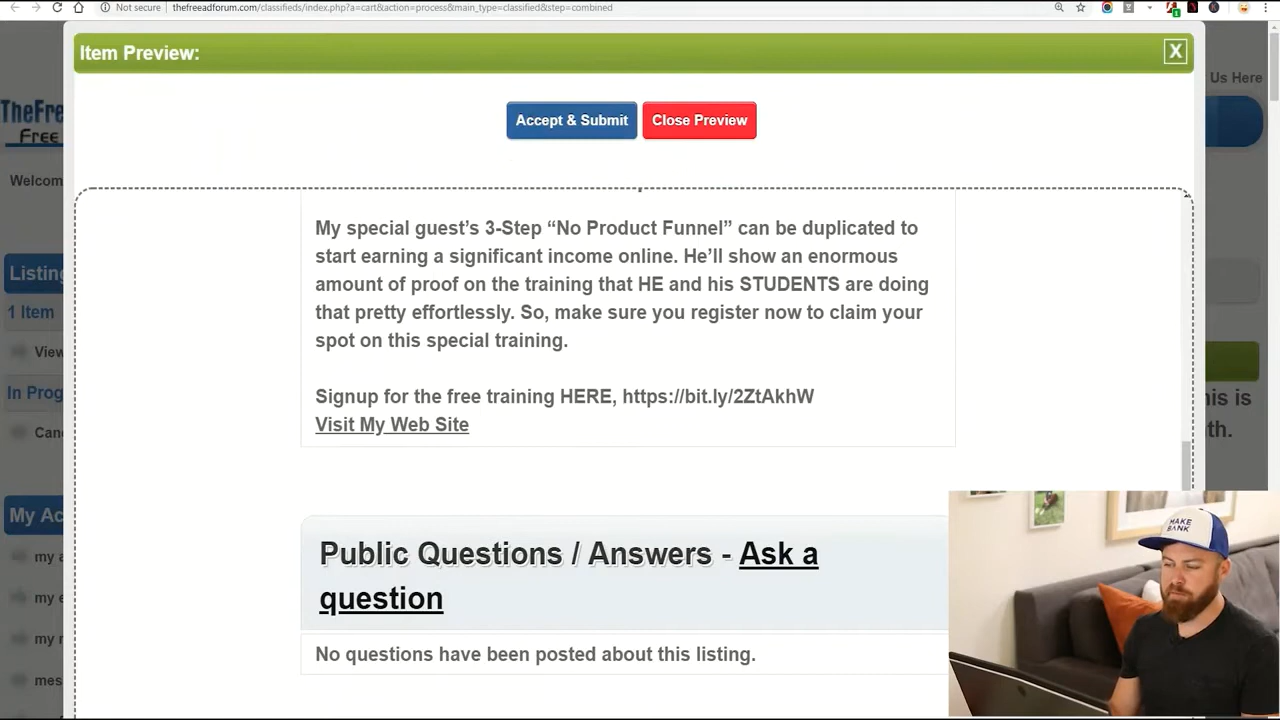 Not secure
thefreeadforum.com/classifieds/index.php?a=cart&action=process&main_type=classified&step=combined
Item Preview:
X
Us Here
TheFre
Free
Accept & Submit
Close Preview
Welcom
My special guest’s 3-Step “No Product Funnel” can be duplicated to
start earning a significant income online. He’ll show an enormous
amount of proof on the training that HE and his STUDENTS are doing
that pretty effortlessly. So, make sure you register now to claim your
spot on this special training.
Listing
1 Item
View
In Prog
Canc
his is
th.
Signup for the free training HERE, https://bit.ly/2ZtAkhW
Visit My Web Site
My Ac
my a
my e
my
mes
Public Questions / Answers - Ask a
question
No questions have been posted about this listing.
MAKE
BANK